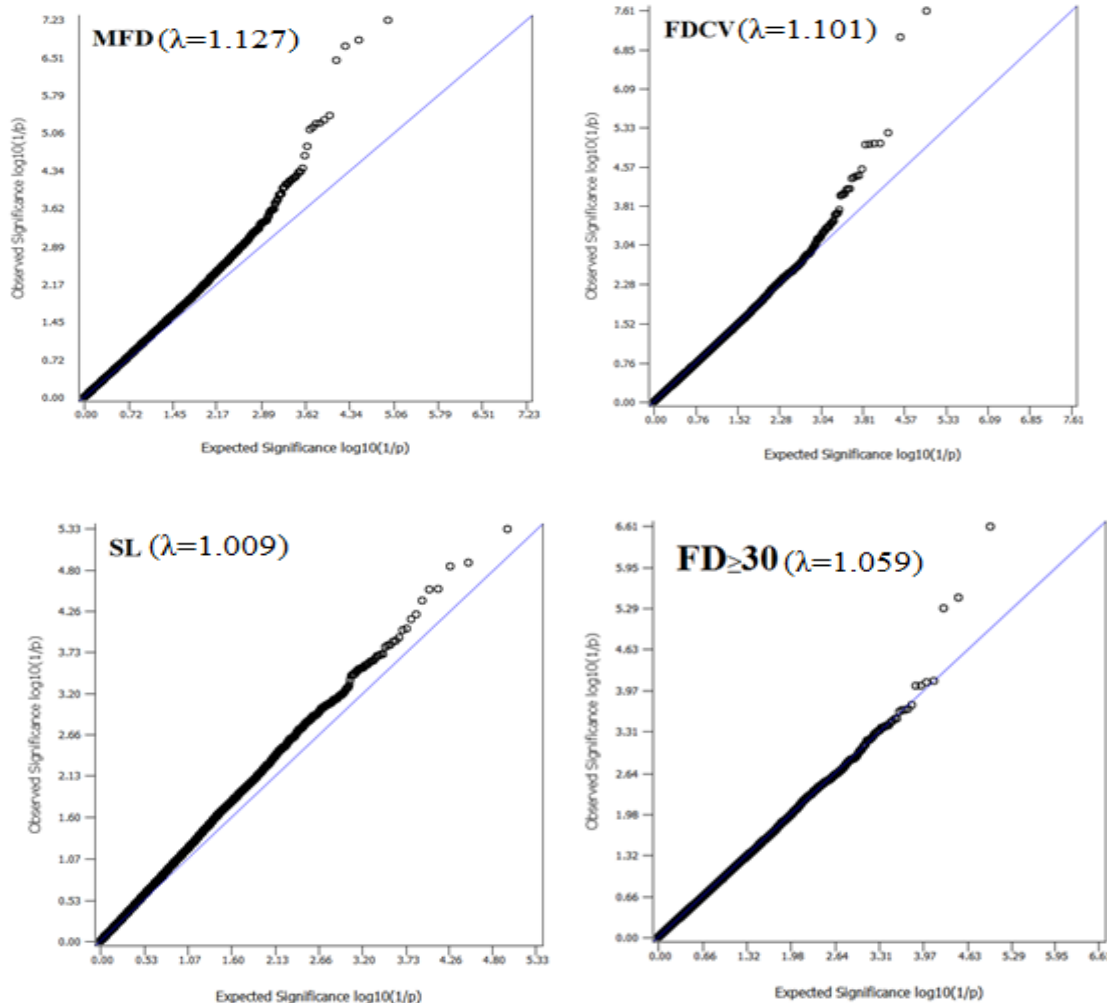 MFD (λ=1.127)
7.23
6.51
5.79
5.06
4.34
3.62
2.89
2.17
1.45
0.72
0.00
Observed Significance log10(1/p)
0.00 0.72 1.45 2.17 2.89 3.62 4.34 5.06 5.79 6.51 7.23
Expected Significance log10(1/p)
FDCV (λ=1.101)
7.61
6.85
6.09
5.33
4.57
3.81
3.04
2.28
1.52
0.76
0.00
Observed Significance log10(1/p)
0.00 0.76 1.52 2.28 3.04 3.81 4.57 5.33 6.09 6.85 7.61
Expected Significance log10(1/p)
SL (λ=1.009)
5.33
4.80
4.26
3.73
3.20
2.66
2.13
1.60
1.07
0.53
0.00
Observed Significance log10(1/p)
0.00 0.53 1.07 1.60 2.13 2.66 3.20 3.73 4.26 4.80 5.33
Expected Significance log10(1/p)
FD≥30 (λ=1.059)
6.61
5.95
5.29
4.63
3.97
3.31
2.64
1.98
1.32
0.66
0.00
Observed Significance log10(1/p)
0.00 0.66 1.32 1.98 2.64 3.31 3.97 4.63 5.29 5.95 6.6
Expected Significance log10(1/p)